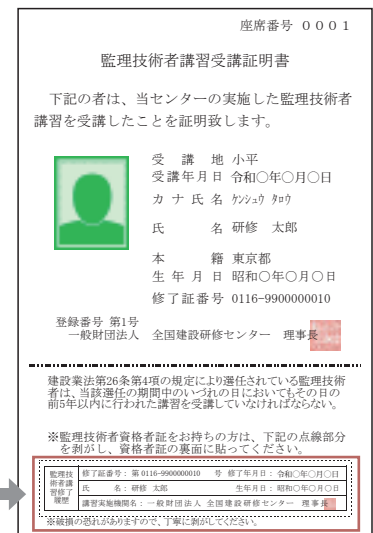 座席番号 0001
監理技術者講習受講証明書
下記の者は、当センターの実施した監理技術者
講習を受講したことを証明致します。
受講地 小平
受講年月日 令和〇年〇月〇日
カナ氏名 ｹﾝｼｭｳ ﾀﾛｳ
氏名 研修 太郎
本籍 東京都
生年月日 昭和〇年〇月〇日
修了証番号 0116-9900000010
登録番号 第1号
一般財団法人 全国建設研修センター 理事長
建設業法第26条第4項の規定により選任されている監理技術
者は、当該選任の期間中のいづれの日においてもその日の
前5年以内に行われた講習を受講していなければならない。
※監理技術者資格者証をお持ちの方は、下記の点線部分
を剥がし、資格者証の裏面に貼ってください。
監理技
術者講
習修了
履歴
修了証番号：第 0116-9900000010 号 修了年月日：令和〇年〇月〇日
氏名：研修 太郎 生年月日：昭和〇年〇月〇日
講習実施機関名：一般財団法人 全国建設研修センター 理事長
※破損の恐れがありますので、丁寧に剥がしてください。